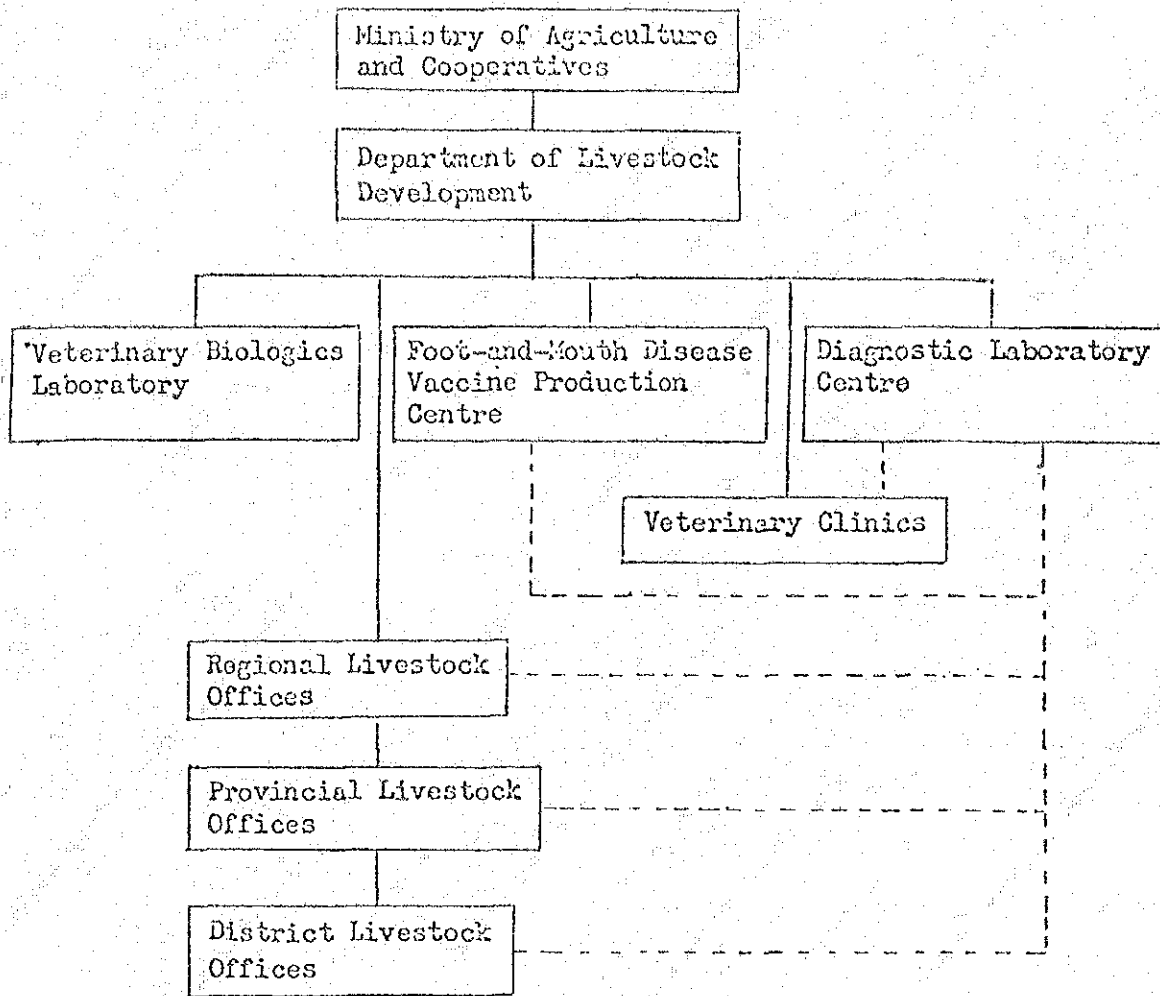 Ministry of Agriculture
and Cooperatives
Department of Livestock
Development
Veterinary Biologics
Laboratory
Foot-and-Mouth Disease
Vaccine Production
Centre
Diagnostic Laboratory
Centre
Veterinary Clinics
Regional Livestock
Offices
Provincial Livestock
Offices
District Livestock
Offices